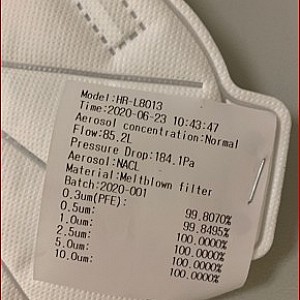 Model:HR-L8013
Time:2020-06-23 10:43:47
Aerosol concentration:Normal
Flow:85.2L
Pressure Drop:184.1Pa
Aerosol:NACL
Material:Meltblown filter
Batch:2020-001
0.3um(PFE): 99.8070%
0.5um: 99.8495%
1.0um: 100.0000%
2.5um: 100.0000%
5.0um: 100.0000%
10.0um: 100.0000%